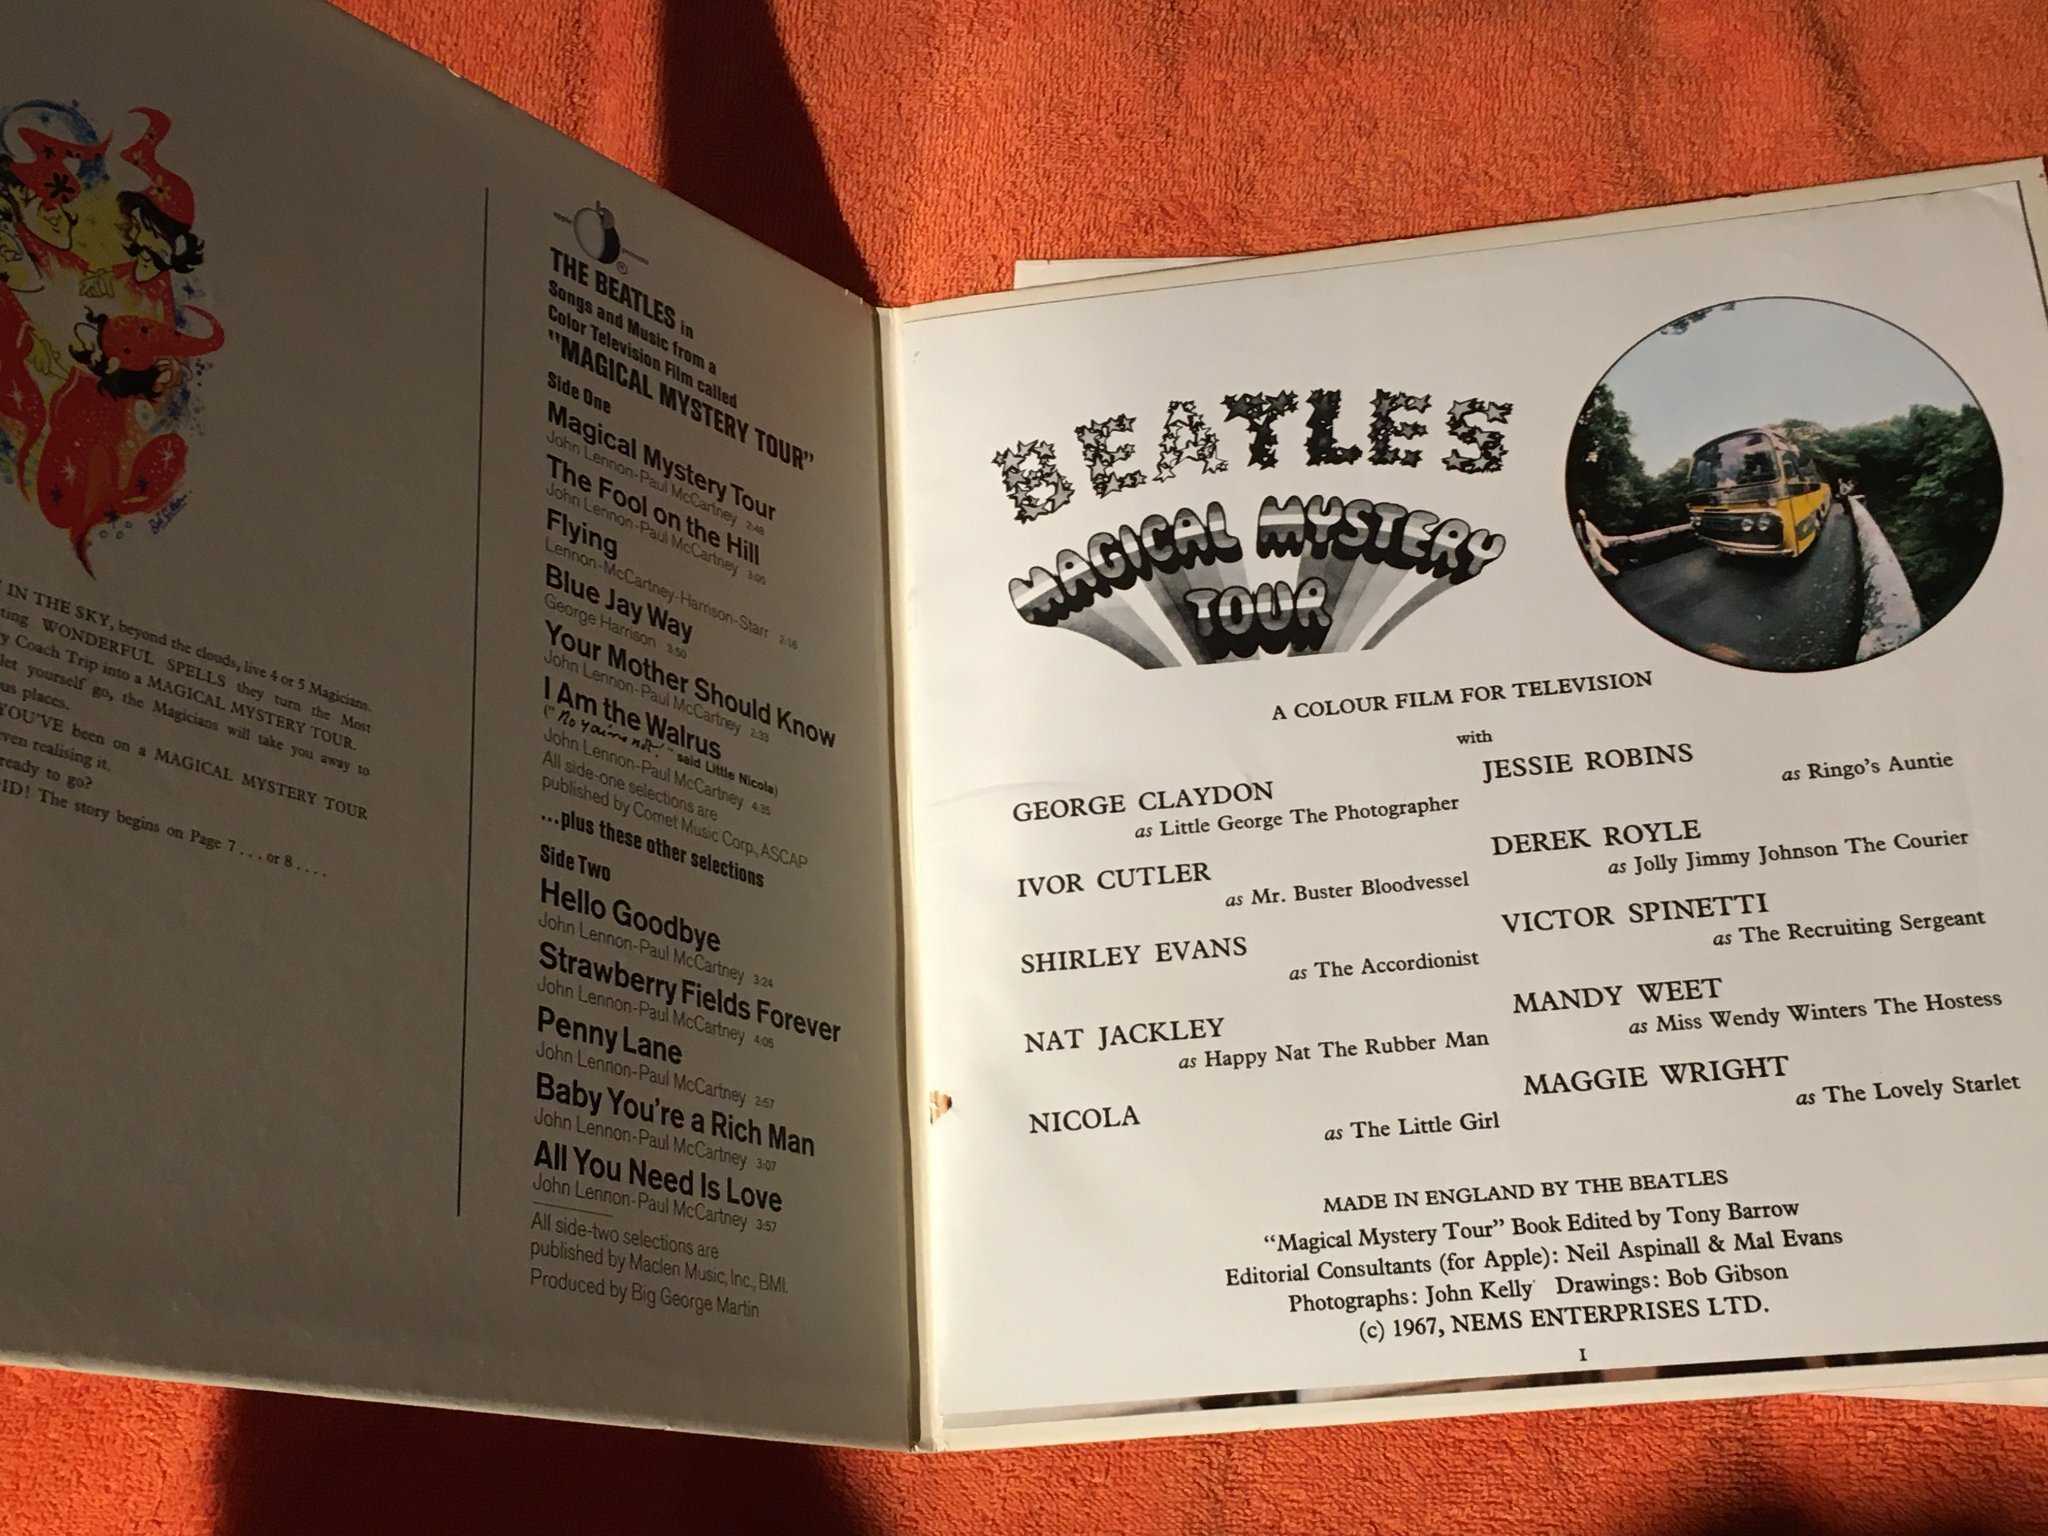 IN THE SKY, beyond the clouds, live 4 or 5 Magicians.
WONDERFUL SPELLS they turn the Most
Coach Trip into a MAGICAL MYSTERY TOUR.
let yourself go, the Magicians will take you away to
places.
YOU'VE been on a MAGICAL MYSTERY TOUR
even realising it.
ready to go?
The story begins on Page 7 . . . or 8 . . . .
apple
presents
®
THE BEATLES in
Songs and Music from a
Color Television Film called
"MAGICAL MYSTERY TOUR"
Side One
Magical Mystery Tour
John Lennon-Paul McCartney 2:48
The Fool on the Hill
John Lennon-Paul McCartney 3:00
Flying
Lennon-McCartney-Harrison-Starr 2:16
Blue Jay Way
George Harrison 3:50
Your Mother Should Know
John Lennon-Paul McCartney 2:33
I Am the Walrus
("No you're not!" said Little Nicola)
John Lennon-Paul McCartney 4:35
All side-one selections are
published by Comet Music Corp., ASCAP
...plus these other selections
Side Two
Hello Goodbye
John Lennon-Paul McCartney 3:24
Strawberry Fields Forever
John Lennon-Paul McCartney 4:05
Penny Lane
John Lennon-Paul McCartney 2:57
Baby You're a Rich Man
John Lennon-Paul McCartney 3:07
All You Need Is Love
John Lennon-Paul McCartney 3:57
All side-two selections are
published by Maclen Music, Inc., BMI.
Produced by Big George Martin
BEATLES
MAGICAL MYSTERY
TOUR
A COLOUR FILM FOR TELEVISION
with
GEORGE CLAYDON
as Little George The Photographer
IVOR CUTLER
as Mr. Buster Bloodvessel
SHIRLEY EVANS
as The Accordionist
NAT JACKLEY
as Happy Nat The Rubber Man
NICOLA
as The Little Girl
JESSIE ROBINS
as Ringo's Auntie
DEREK ROYLE
as Jolly Jimmy Johnson The Courier
VICTOR SPINETTI
as The Recruiting Sergeant
MANDY WEET
as Miss Wendy Winters The Hostess
MAGGIE WRIGHT
as The Lovely Starlet
MADE IN ENGLAND BY THE BEATLES
"Magical Mystery Tour" Book Edited by Tony Barrow
Editorial Consultants (for Apple): Neil Aspinall & Mal Evans
Photographs: John Kelly Drawings: Bob Gibson
(c) 1967, NEMS ENTERPRISES LTD.
1